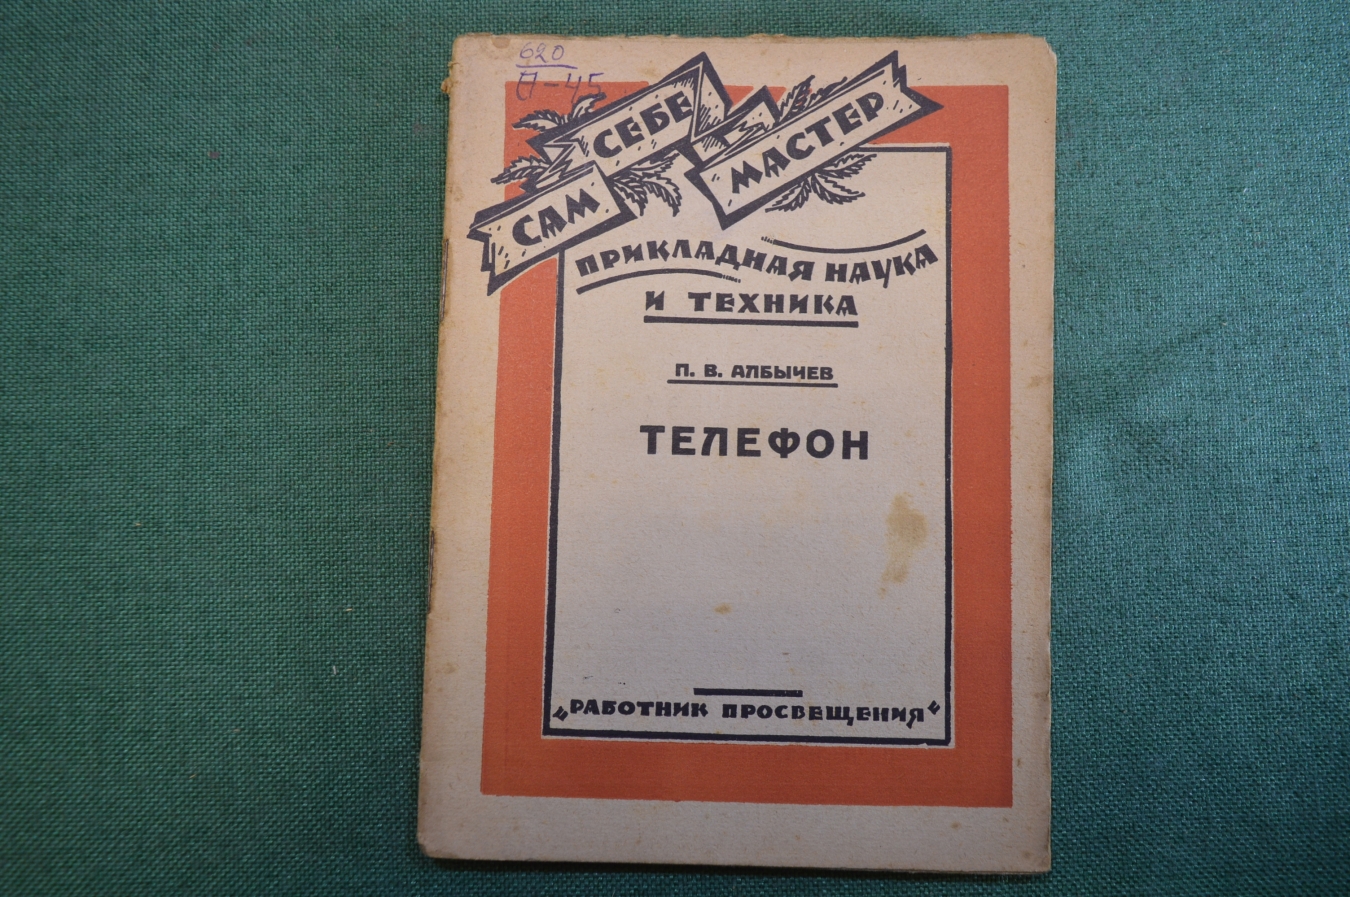 620
П-45
САМ СЕБЕ МАСТЕР
ПРИКЛАДНАЯ НАУКА
И ТЕХНИКА
П. В. АЛБЫЧЕВ
ТЕЛЕФОН
„РАБОТНИК ПРОСВЕЩЕНИЯ"